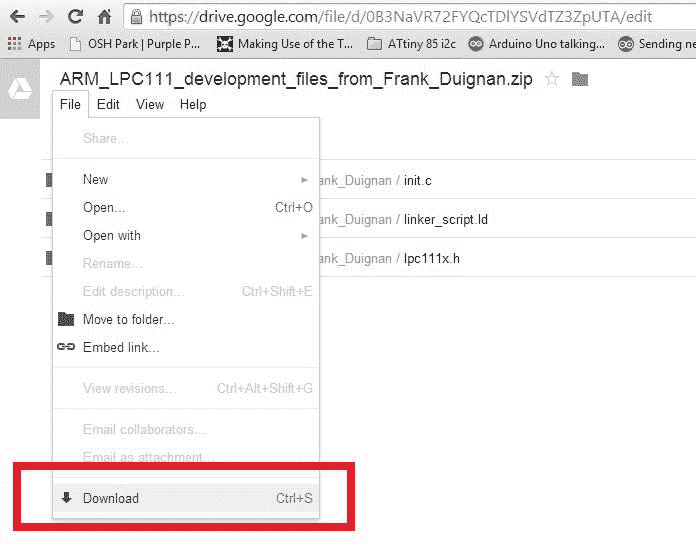 https://drive.google.com/file/d/0B3NaVR72FYQcTDlYSVdTZ3ZpUTA/edit
Apps OSH Park | Purple P... Making Use of the T... ATtiny 85 i2c Arduino Uno talking... Sending ne
ARM_LPC111_development_files_from_Frank_Duignan.zip
File Edit View Help
Share...
New
ank_Duignan / init.c
Open... Ctrl+O
ank_Duignan / linker_script.ld
Open with
ank_Duignan / lpc111x.h
Rename...
Edit description... Ctrl+Shift+E
Move to folder...
Embed link...
View revisions... Ctrl+Alt+Shift+G
Email collaborators...
Email as attachment...
Download Ctrl+S